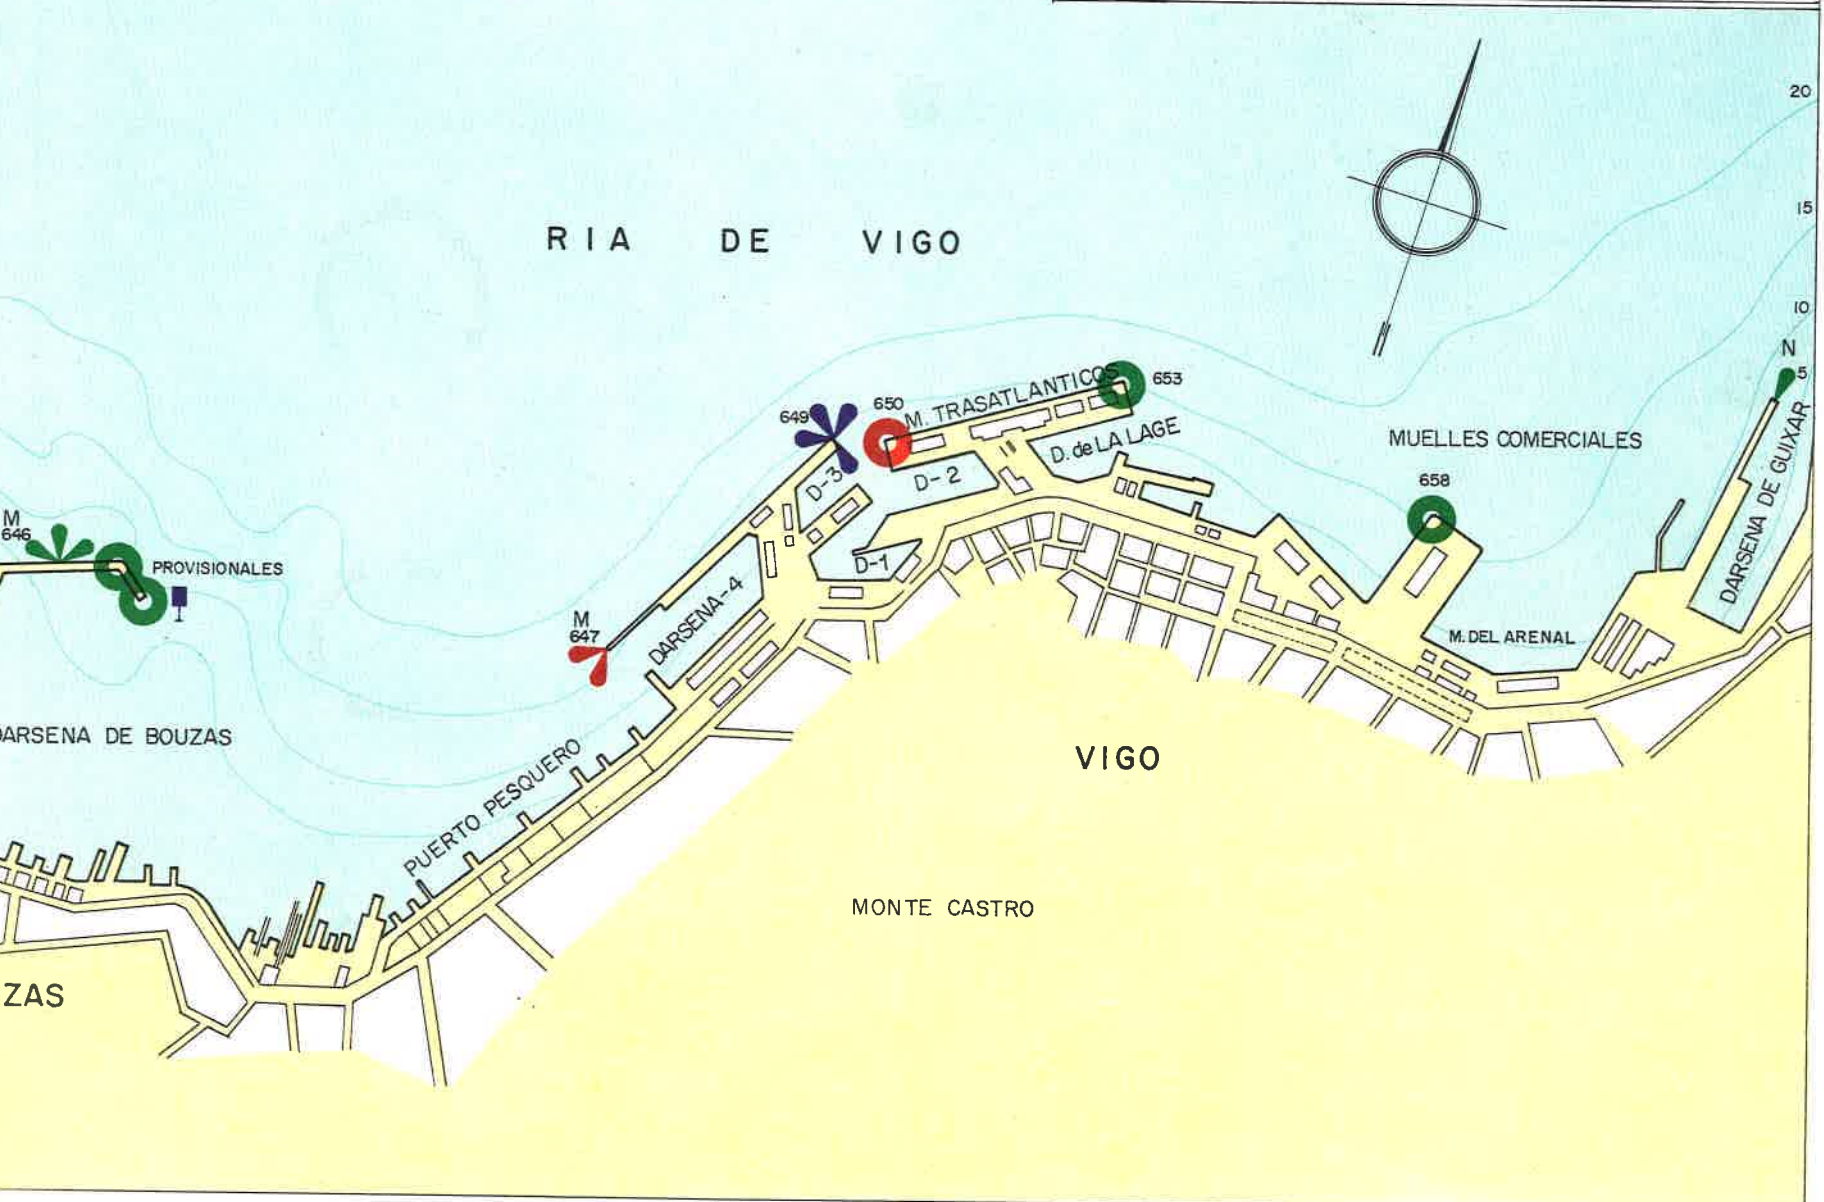 20
15
10
N
5
RIA DE VIGO
649
650
M. TRASATLANTICOS
653
D. de LA LAGE
D-3
D-2
D-1
MUELLES COMERCIALES
658
DARSENA DE GUIXAR
M
646
PROVISIONALES
M
647
DARSENA-4
M. DEL ARENAL
DARSENA DE BOUZAS
PUERTO PESQUERO
VIGO
MONTE CASTRO
ZAS